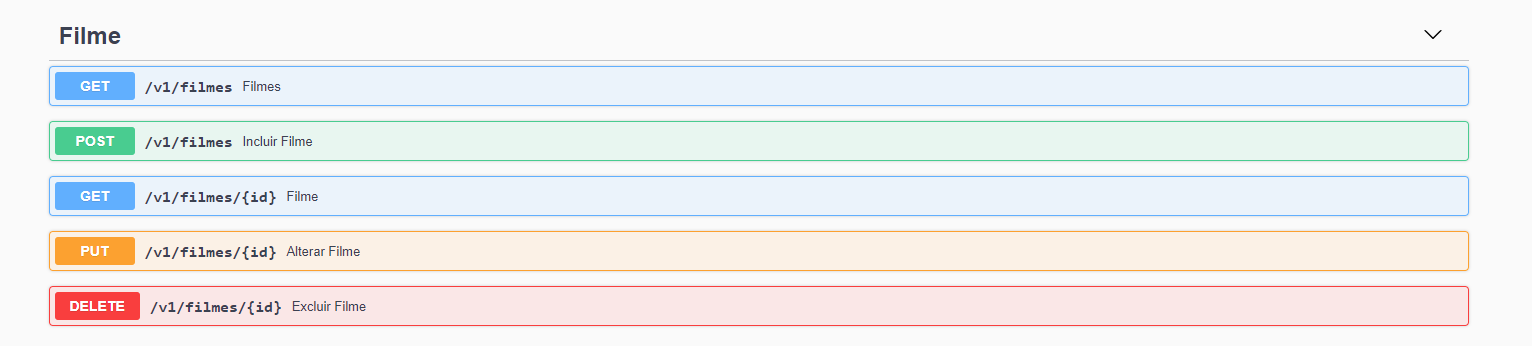 Filme
GET /v1/filmes Filmes
POST /v1/filmes Incluir Filme
GET /v1/filmes/{id} Filme
PUT /v1/filmes/{id} Alterar Filme
DELETE /v1/filmes/{id} Excluir Filme